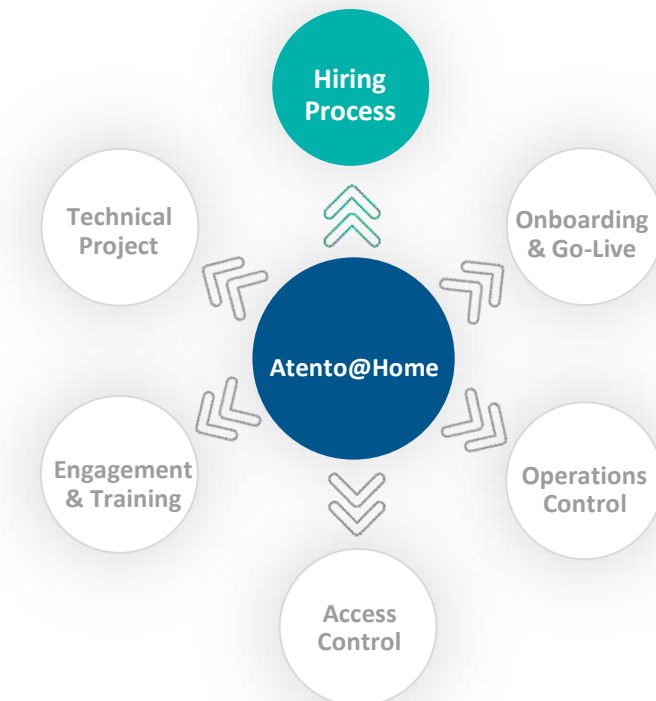 Hiring
Process
Technical
Project
Onboarding
& Go-Live
Atento@Home
Engagement
& Training
Operations
Control
Access
Control